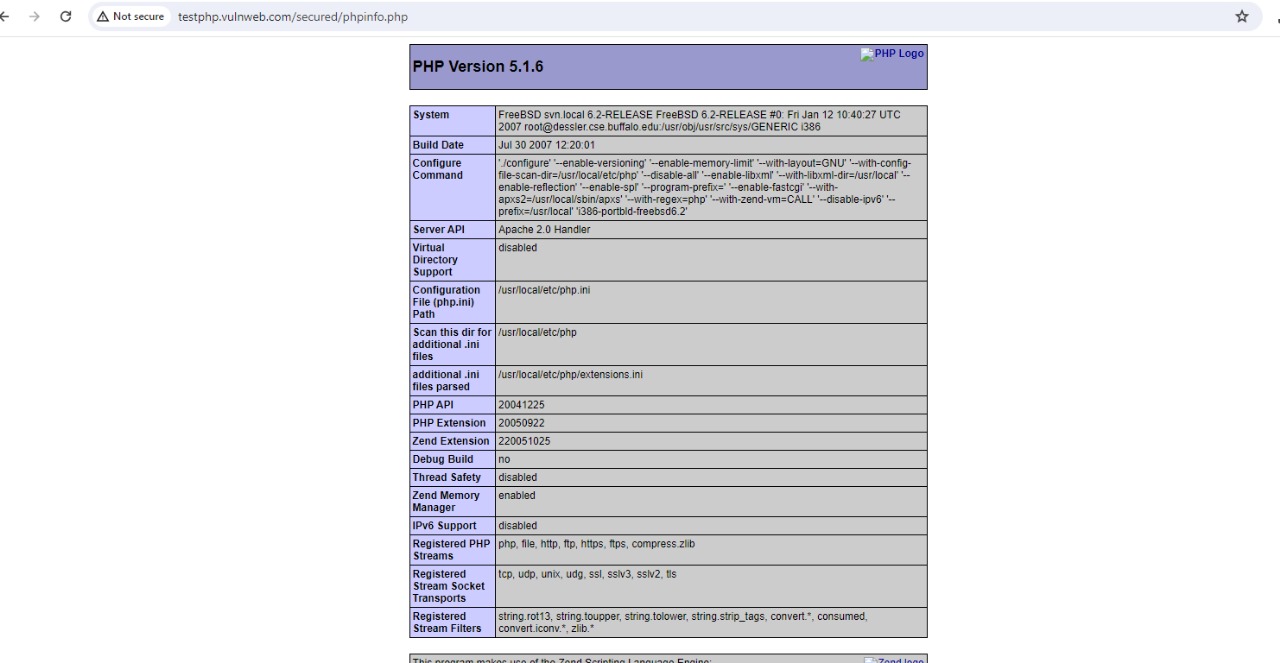 Not secure
testphp.vulnweb.com/secured/phpinfo.php
PHP Version 5.1.6
PHP Logo
System
FreeBSD svn.local 6.2-RELEASE FreeBSD 6.2-RELEASE #0: Fri Jan 12 10:40:27 UTC
2007 root@dessler.cse.buffalo.edu:/usr/obj/usr/src/sys/GENERIC i386
Build Date
Jul 30 2007 12:20:01
Configure
Command
'./configure' '--enable-versioning' '--enable-memory-limit' '--with-layout=GNU' '--with-config-
file-scan-dir=/usr/local/etc/php' '--disable-all' '--enable-libxml' '--with-libxml-dir=/usr/local' '--
enable-reflection' '--enable-spl' '--program-prefix=' '--enable-fastcgi' '--with-
apxs2=/usr/local/sbin/apxs' '--with-regex=php' '--with-zend-vm=CALL' '--disable-ipv6' '--
prefix=/usr/local' 'i386-portbld-freebsd6.2'
Server API
Apache 2.0 Handler
Virtual
Directory
Support
disabled
Configuration
File (php.ini)
Path
/usr/local/etc/php.ini
Scan this dir for
additional .ini
files
/usr/local/etc/php
additional .ini
files parsed
/usr/local/etc/php/extensions.ini
PHP API
20041225
PHP Extension
20050922
Zend Extension
220051025
Debug Build
no
Thread Safety
disabled
Zend Memory
Manager
enabled
IPv6 Support
disabled
Registered PHP
Streams
php, file, http, ftp, https, ftps, compress.zlib
Registered
Stream Socket
Transports
tcp, udp, unix, udg, ssl, sslv3, sslv2, tls
Registered
Stream Filters
string.rot13, string.toupper, string.tolower, string.strip_tags, convert.*, consumed,
convert.iconv.*, zlib.*
This program makes use of the Zend Scripting Language Engine:
Zend logo